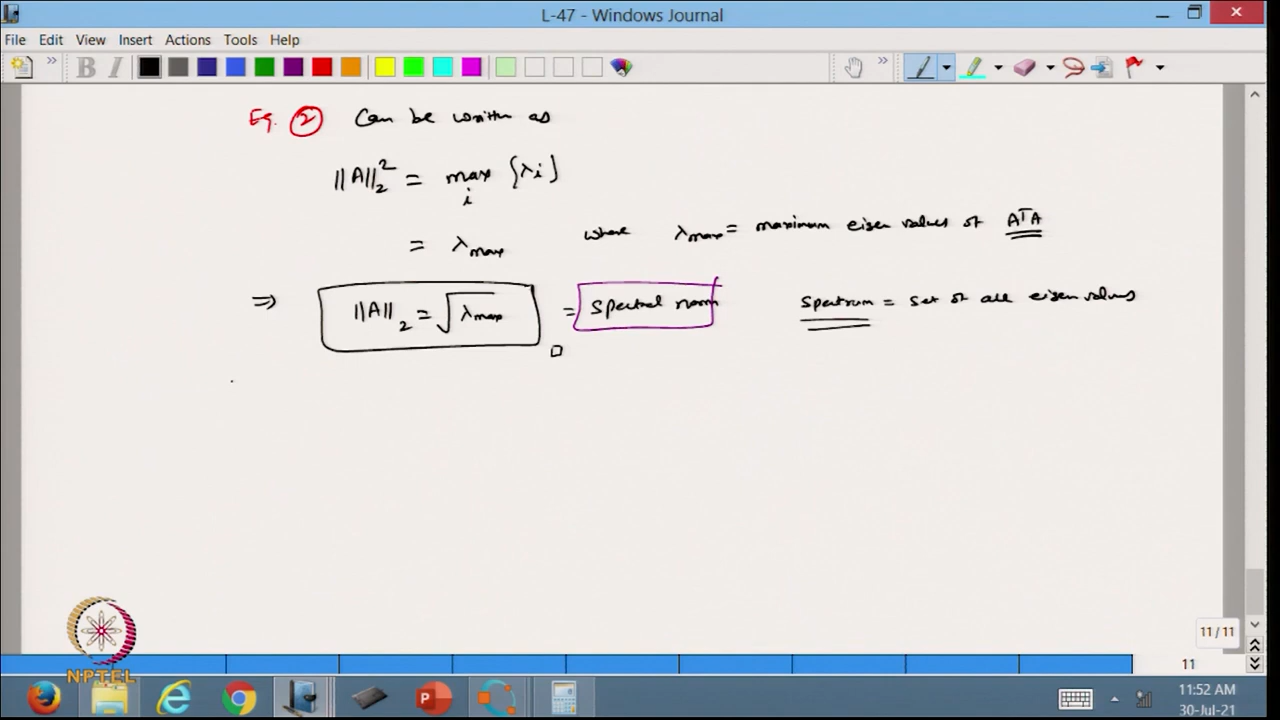 L-47 - Windows Journal
File Edit View Insert Actions Tools Help
Eq. ② Can be written as
||A||₂² = max {λi}
i
= λmax where λmax = maximum eigen values of AᵀA
⇒ ||A||₂ = √λmax = Spectral norm Spectrum = set of all eigen values
11 / 11
NPTEL
11
11:52 AM
30-Jul-21